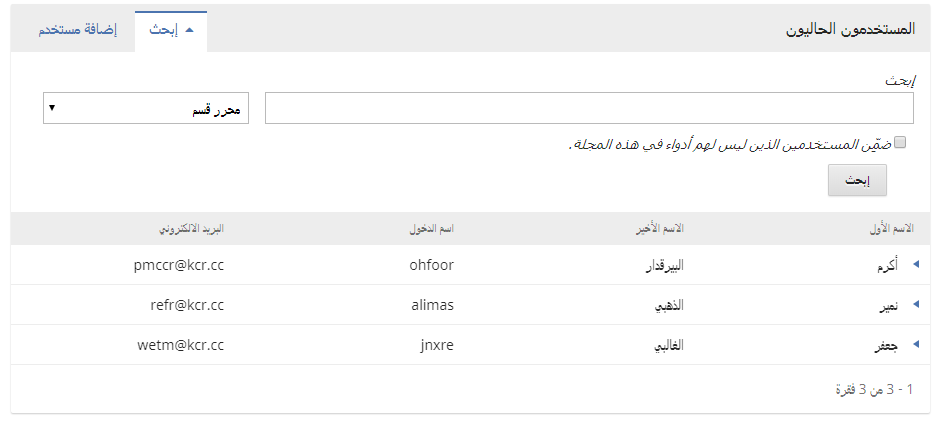 المستخدمون الحاليون إبحث إضافة مستخدم
إبحث
محرر قسم
ضمِّن المستخدمين الذين ليس لهم أدواء في هذه المجلة.
إبحث
الاسم الأول الاسم الأخير اسم الدخول البريد الالكتروني
أكرم البيرقدار ohfoor pmccr@kcr.cc
نمير الذهبي alimas refr@kcr.cc
جعفر الغالبي jnxre wetm@kcr.cc
1 - 3 من 3 فقرة